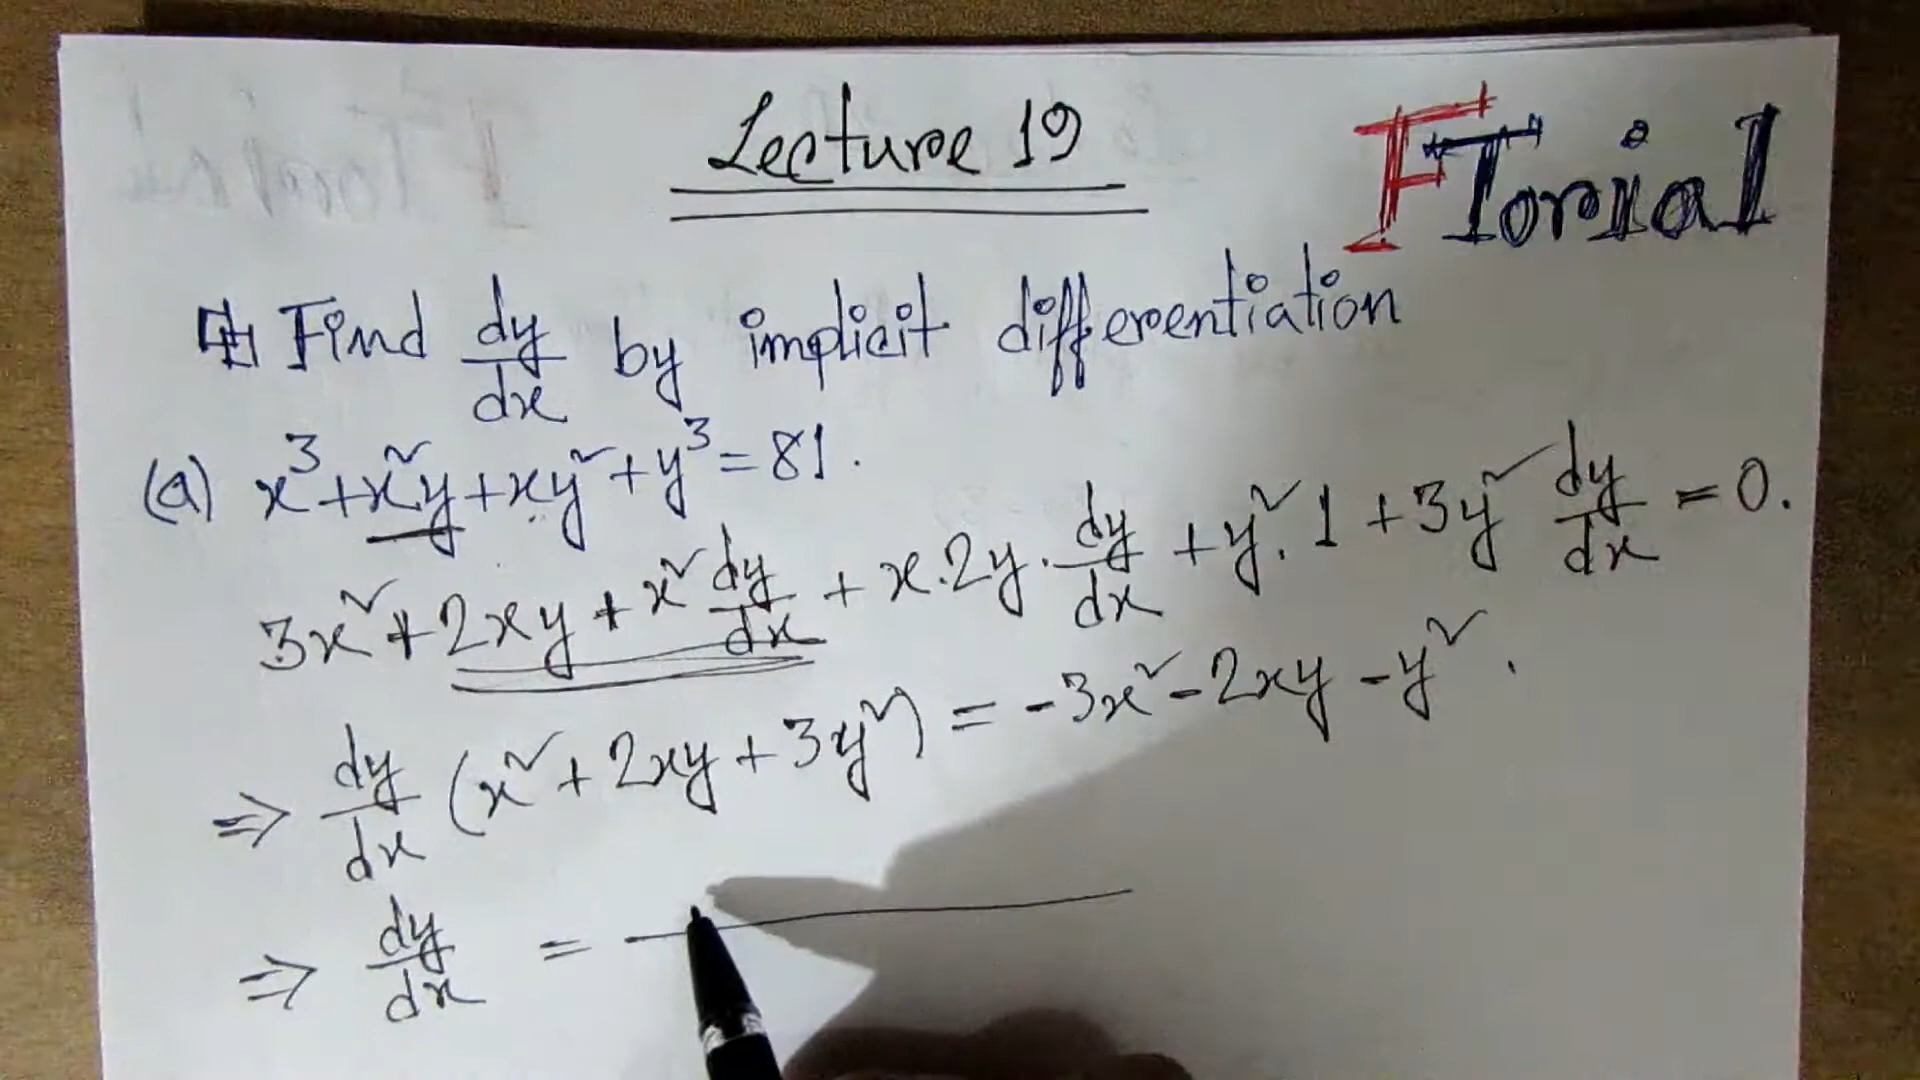 Lecture 19
FTorial
Find dy/dx by implicit differentiation
(a) x³+x²y+xy²+y³=81.
3x²+2xy+x² dy/dx + x.2y. dy/dx + y².1+3y² dy/dx = 0.
⇒ dy/dx (x²+2xy+3y²) = -3x²-2xy-y².
⇒ dy/dx =